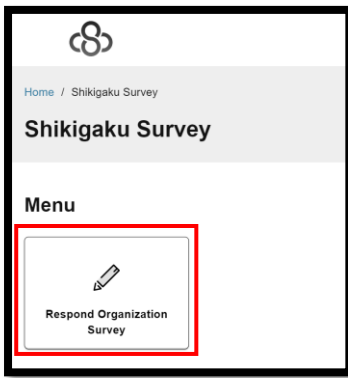 Home / Shikigaku Survey
Shikigaku Survey
Menu
Respond Organization
Survey